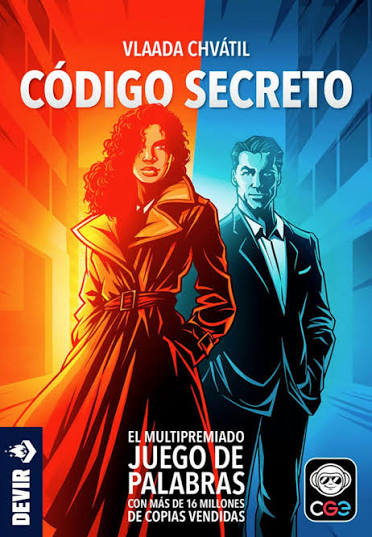 VLAADA CHVÁTIL
CÓDIGO SECRETO
EL MULTIPREMIADO
JUEGO DE
PALABRAS
CON MÁS DE 16 MILLONES
DE COPIAS VENDIDAS
DEVIR
CGE